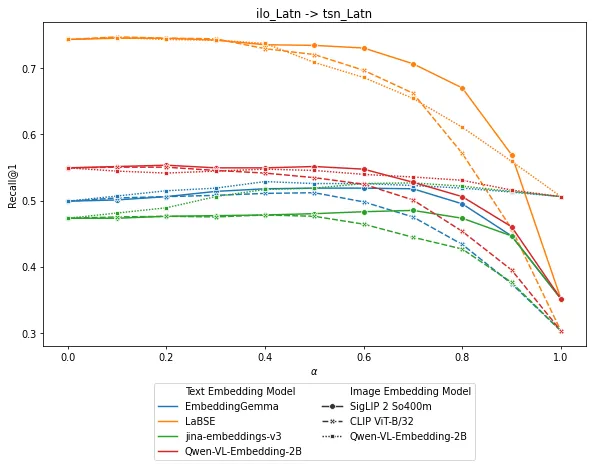 ilo_Latn -> tsn_Latn
Recall@1
0.7
0.6
0.5
0.4
0.3
0.0
0.2
0.4
0.6
0.8
1.0
α
Text Embedding Model
EmbeddingGemma
LaBSE
jina-embeddings-v3
Qwen-VL-Embedding-2B
Image Embedding Model
SigLIP 2 So400m
CLIP ViT-B/32
Qwen-VL-Embedding-2B